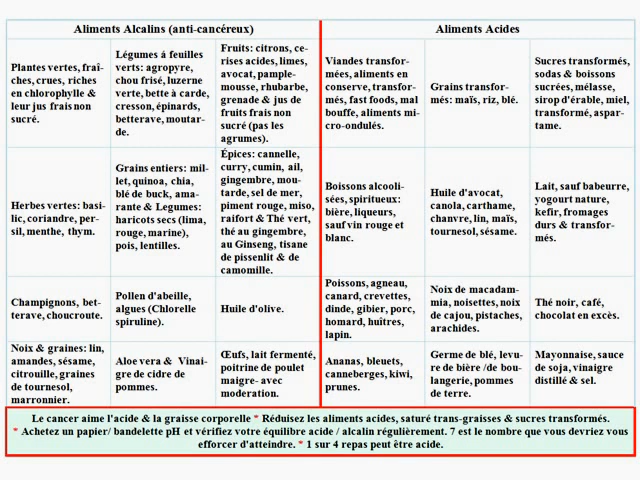 Aliments Alcalins (anti-cancéreux)
Aliments Acides
Plantes vertes, fraî-
ches, crues, riches
en chlorophylle &
leur jus frais non
sucré.
Légumes á feuilles
verts: agropyre,
chou frisé, luzerne
verte, bette à carde,
cresson, épinards,
betterave, moutar-
de.
Fruits: citrons, ce-
rises acides, limes,
avocat, pample-
mousse, rhubarbe,
grenade & jus de
fruits frais non
sucré (pas les
agrumes).
Viandes transfor-
mées, aliments en
conserve, transfor-
més, fast foods, mal
bouffe, aliments mi-
cro-ondulés.
Grains transfor-
més: maïs, riz, blé.
Sucres transformés,
sodas & boissons
sucrées, mélasse,
sirop d'érable, miel,
transformé, aspar-
tame.
Herbes vertes: basi-
lic, coriandre, per-
sil, menthe, thym.
Grains entiers: mil-
let, quinoa, chia,
blé de buck, ama-
rante & Legumes:
haricots secs (lima,
rouge, marine),
pois, lentilles.
Épices: cannelle,
curry, cumin, ail,
gingembre, mou-
tarde, sel de mer,
piment rouge, miso,
raifort & Thé vert,
thé au gingembre,
au Ginseng, tisane
de pissenlit & de
camomille.
Boissons alcooli-
sées, spiritueux:
bière, liqueurs,
sauf vin rouge et
blanc.
Huile d'avocat,
canola, carthame,
chanvre, lin, maïs,
tournesol, sésame.
Lait, sauf babeurre,
yogourt nature,
kefir, fromages
durs & transfor-
més.
Champignons, bet-
terave, choucroute.
Pollen d'abeille,
algues (Chlorelle
spiruline).
Huile d'olive.
Poissons, agneau,
canard, crevettes,
dinde, gibier, porc,
homard, huîtres,
lapin.
Noix de macadam-
mia, noisettes, noix
de cajou, pistaches,
arachides.
Thé noir, café,
chocolat en excès.
Noix & graines: lin,
amandes, sésame,
citrouille, graines
de tournesol,
marronnier.
Aloe vera & Vinai-
gre de cidre de
pommes.
Œufs, lait fermenté,
poitrine de poulet
maigre- avec
moderation.
Ananas, bleuets,
canneberges, kiwi,
prunes.
Germe de blé, levu-
re de bière /de bou-
langerie, pommes
de terre.
Mayonnaise, sauce
de soja, vinaigre
distillé & sel.
Le cancer aime l'acide & la graisse corporelle * Réduisez les aliments acides, saturé trans-graisses & sucres transformés.
* Achetez un papier/ bandelette pH et vérifiez votre équilibre acide / alcalin régulièrement. 7 est le nombre que vous devriez vous
efforcer d'atteindre. * 1 sur 4 repas peut être acide.